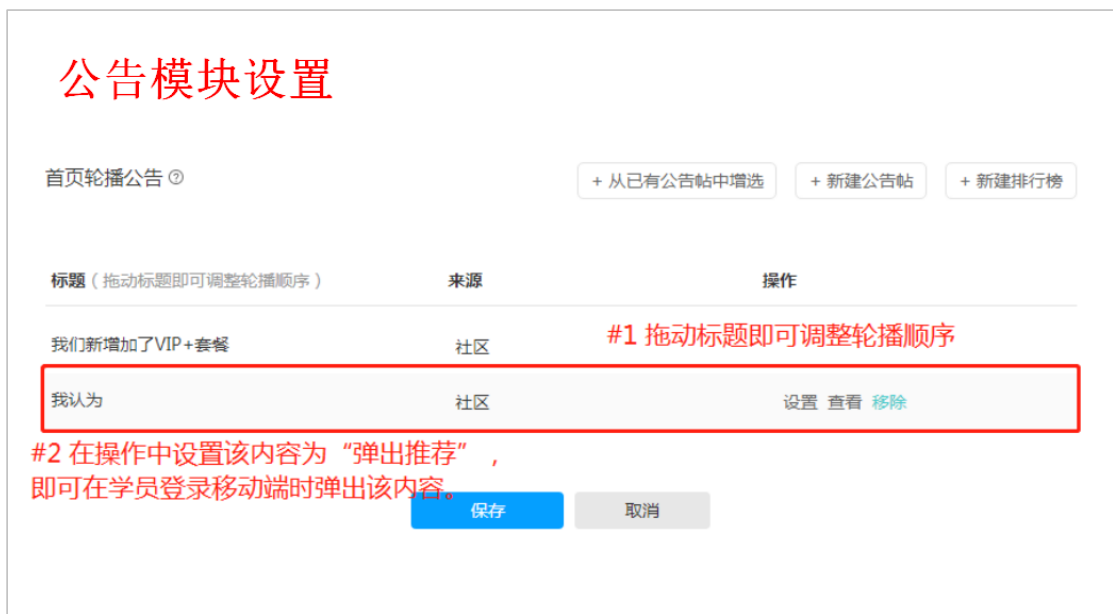 公告模块设置
首页轮播公告 ?
+ 从已有公告帖中增选
+ 新建公告帖
+ 新建排行榜
标题(拖动标题即可调整轮播顺序)
来源
操作
我们新增加了VIP+套餐
社区
#1 拖动标题即可调整轮播顺序
我认为
社区
设置 查看 移除
#2 在操作中设置该内容为“弹出推荐”,
即可在学员登录移动端时弹出该内容。
保存
取消